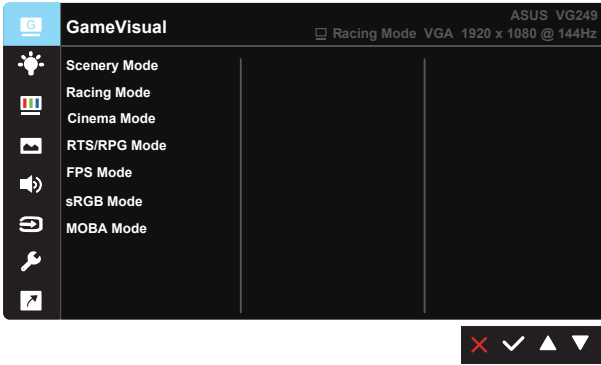 G
GameVisual
ASUS VG249
Racing Mode VGA 1920 x 1080 @ 144Hz
Scenery Mode
Racing Mode
Cinema Mode
RTS/RPG Mode
FPS Mode
sRGB Mode
MOBA Mode